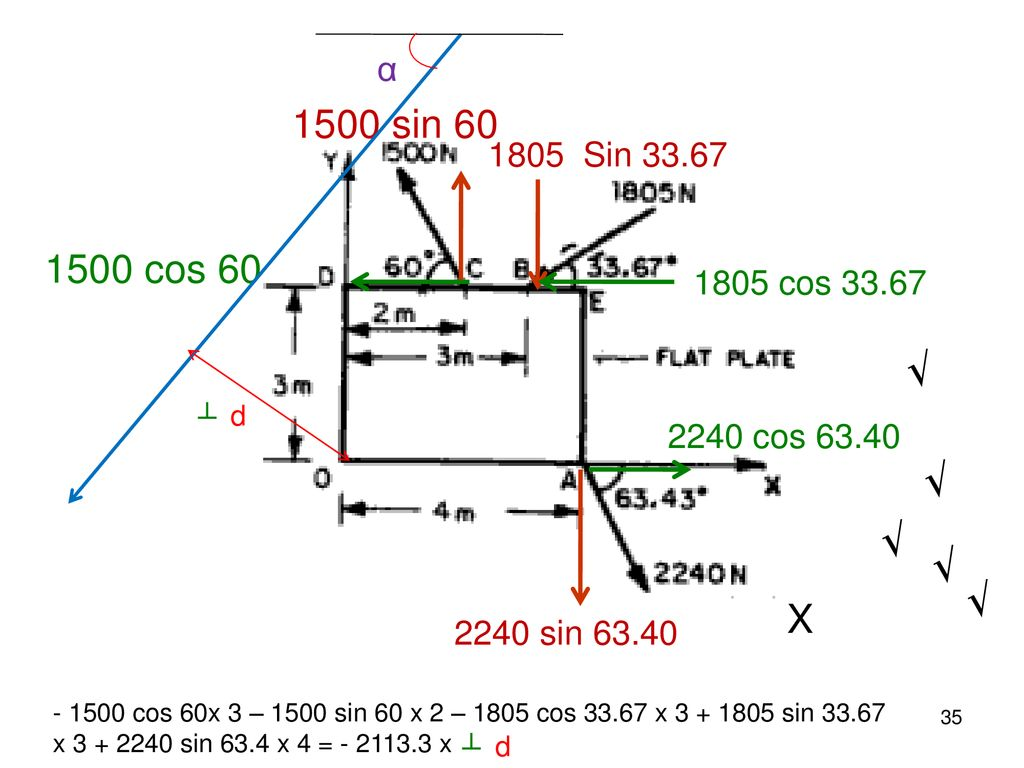 α
1500 sin 60
1805 Sin 33.67
Y
1500N
1805N
1500 cos 60
D
60°
C
B
33.67°
1805 cos 33.67
E
2 m
3m
FLAT PLATE
√
3m
┴ d
2240 cos 63.40
O
A
X
63.43°
√
4m
√
√
2240N
√
X
2240 sin 63.40
- 1500 cos 60x 3 – 1500 sin 60 x 2 – 1805 cos 33.67 x 3 + 1805 sin 33.67
x 3 + 2240 sin 63.4 x 4 = - 2113.3 x ┴ d
35